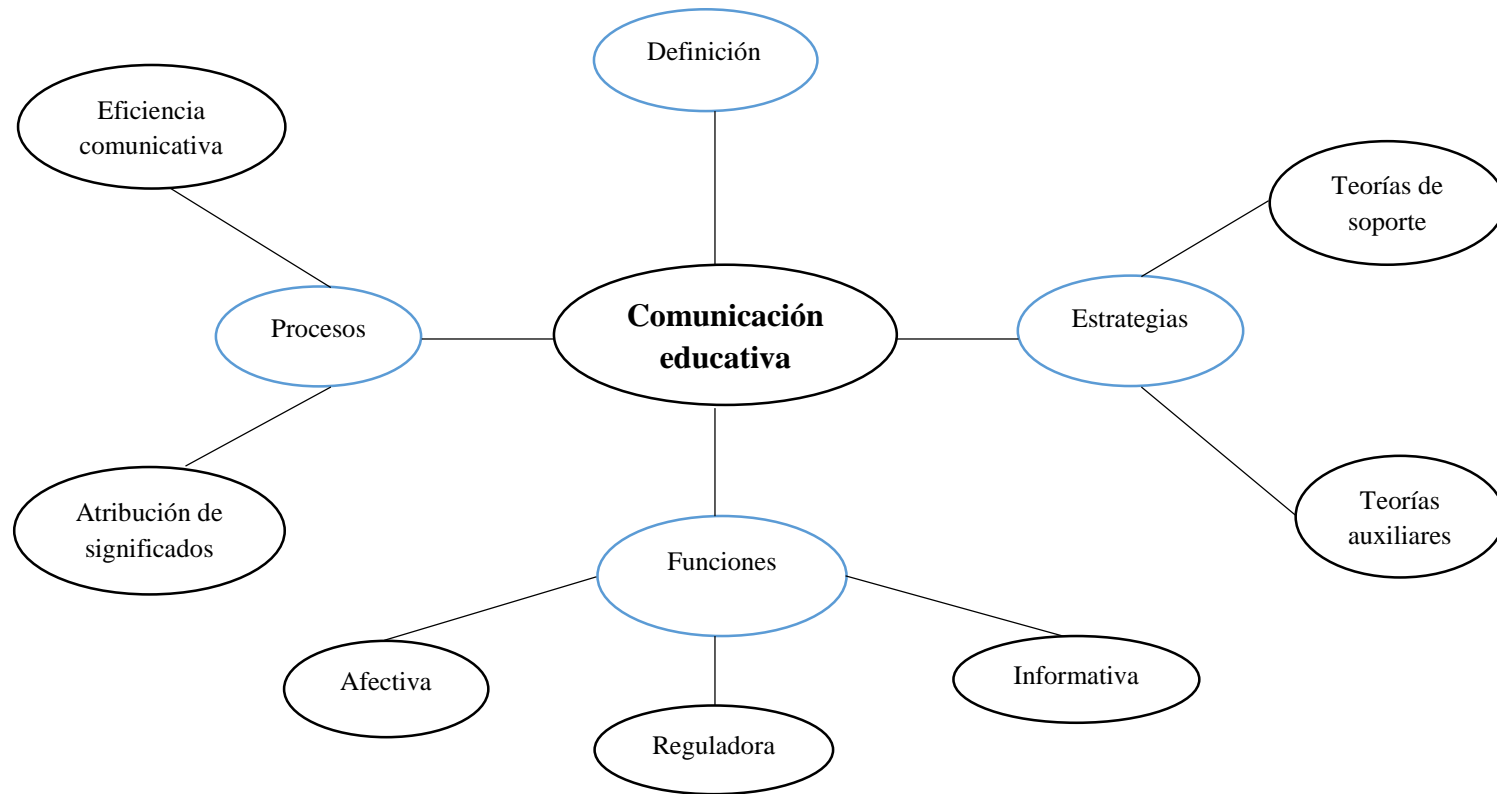 Definición
Eficiencia
comunicativa
Teorías de
soporte
Procesos
Comunicación
educativa
Estrategias
Atribución de
significados
Teorías
auxiliares
Funciones
Afectiva
Reguladora
Informativa